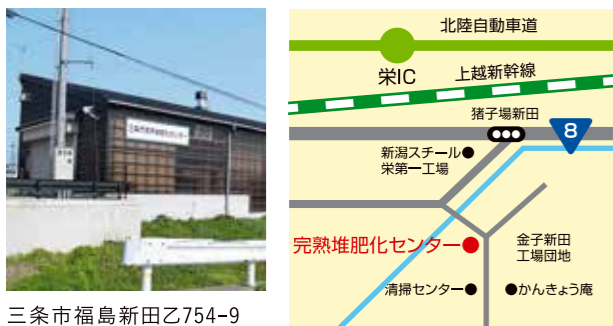 三条市福島新田乙754-9
北陸自動車道
栄IC
上越新幹線
猪子場新田
8
新潟スチール
栄第一工場
完熟堆肥化センター
金子新田
工場団地
清掃センター
かんきょう庵